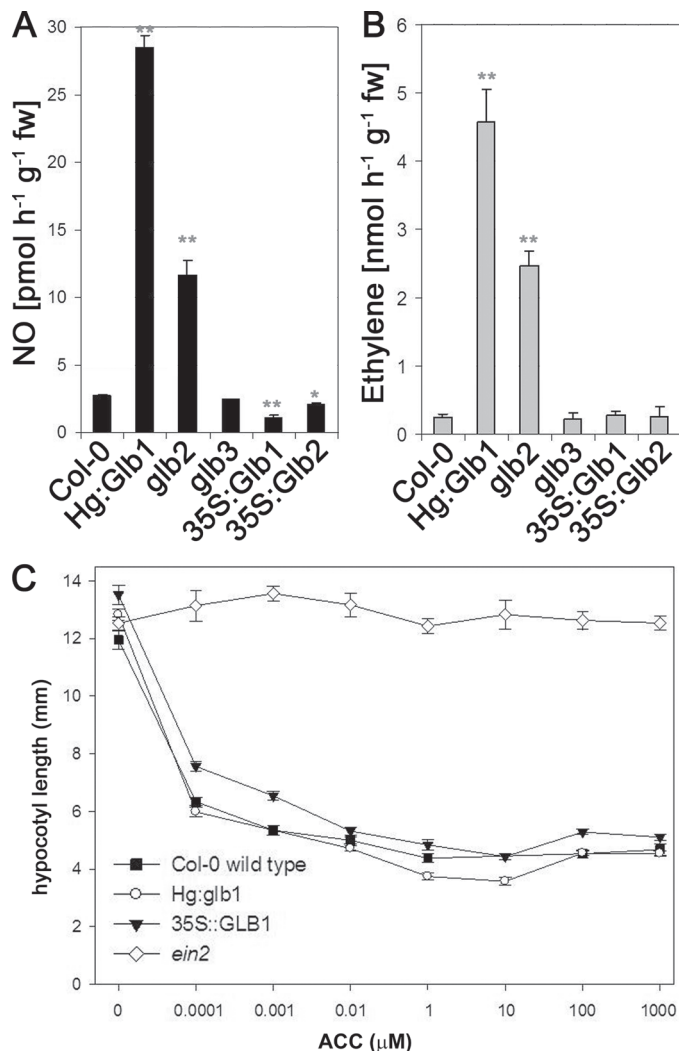 A
NO [pmol h⁻¹ g⁻¹ fw]
30
25
20
15
10
5
0
**
**
**
*
Col-0
Hg:Glb1
glb2
glb3
35S:Glb1
35S:Glb2
B
Ethylene [nmol h⁻¹ g⁻¹ fw]
6
5
4
3
2
1
0
**
**
Col-0
Hg:Glb1
glb2
glb3
35S:Glb1
35S:Glb2
C
hypocotyl length (mm)
14
12
10
8
6
4
2
0
Col-0 wild type
Hg:glb1
35S::GLB1
ein2
0 0.0001 0.001 0.01 1 10 100 1000
ACC (μM)